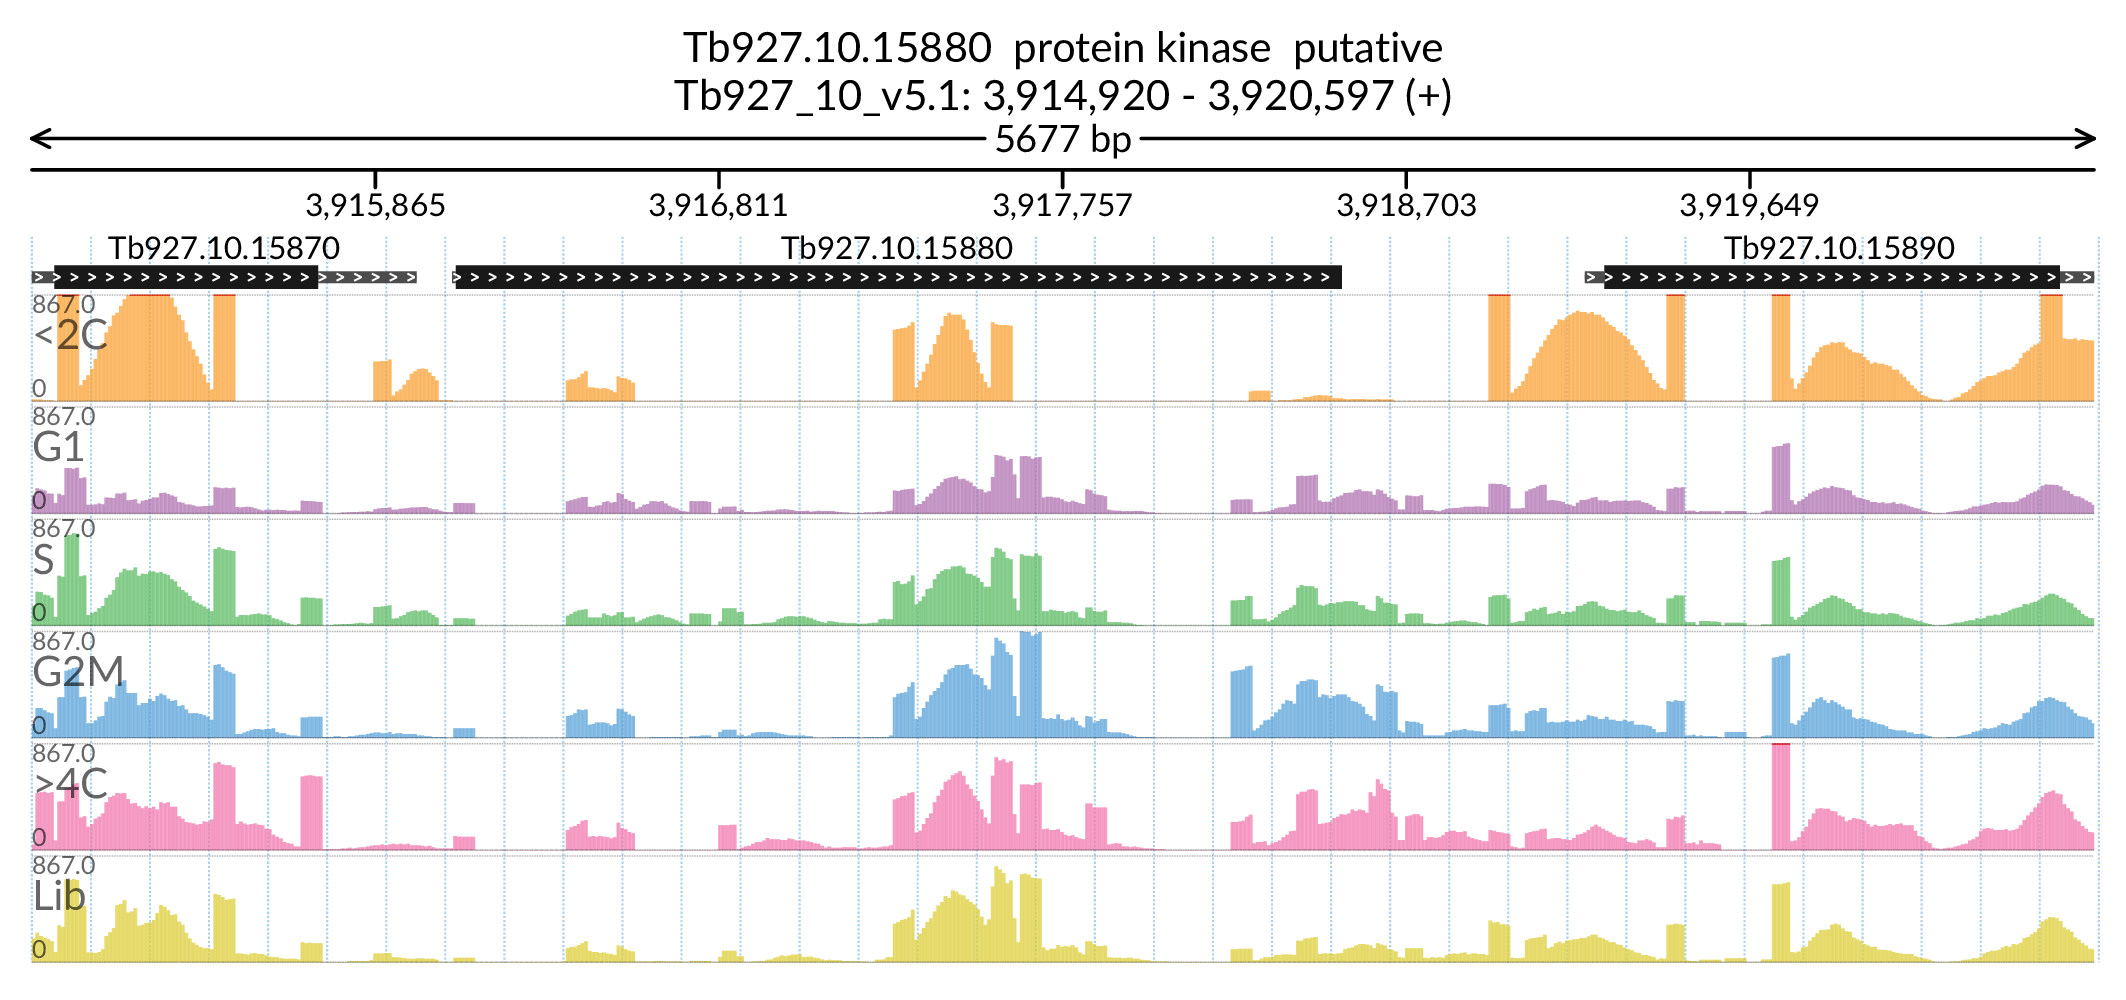 Tb927.10.15880 protein kinase putative
Tb927_10_v5.1: 3,914,920 - 3,920,597 (+)
5677 bp
3,915,865 3,916,811 3,917,757 3,918,703 3,919,649
Tb927.10.15870 Tb927.10.15880 Tb927.10.15890
867.0
<2C
0
867.0
G1
0
867.0
S
0
867.0
G2M
0
867.0
>4C
0
867.0
Lib
0